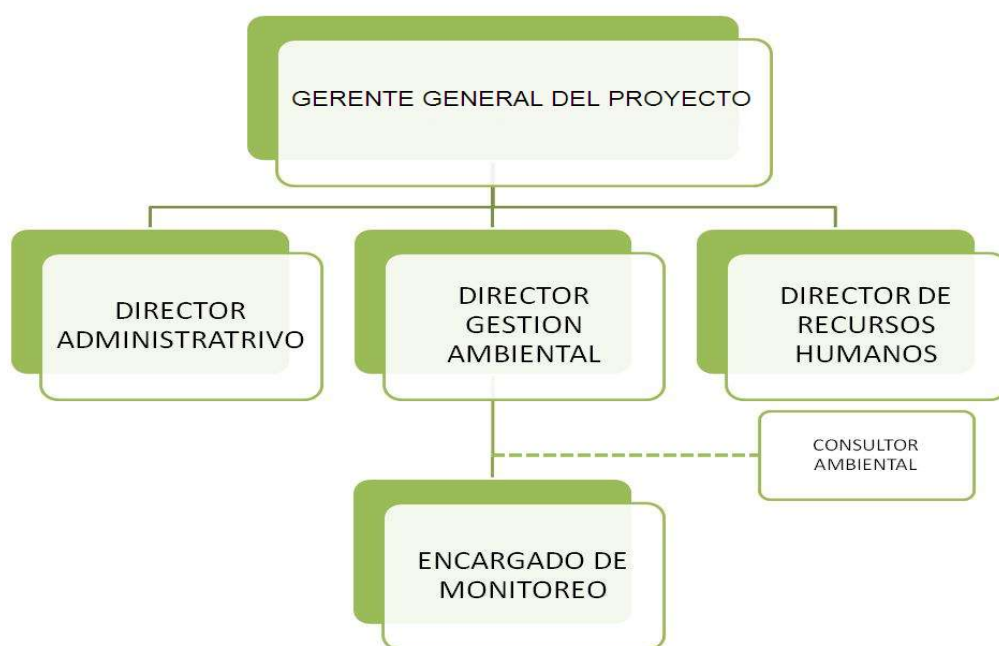 GERENTE GENERAL DEL PROYECTO
DIRECTOR
ADMINISTRATRIVO
DIRECTOR
GESTION
AMBIENTAL
DIRECTOR DE
RECURSOS
HUMANOS
CONSULTOR
AMBIENTAL
ENCARGADO DE
MONITOREO